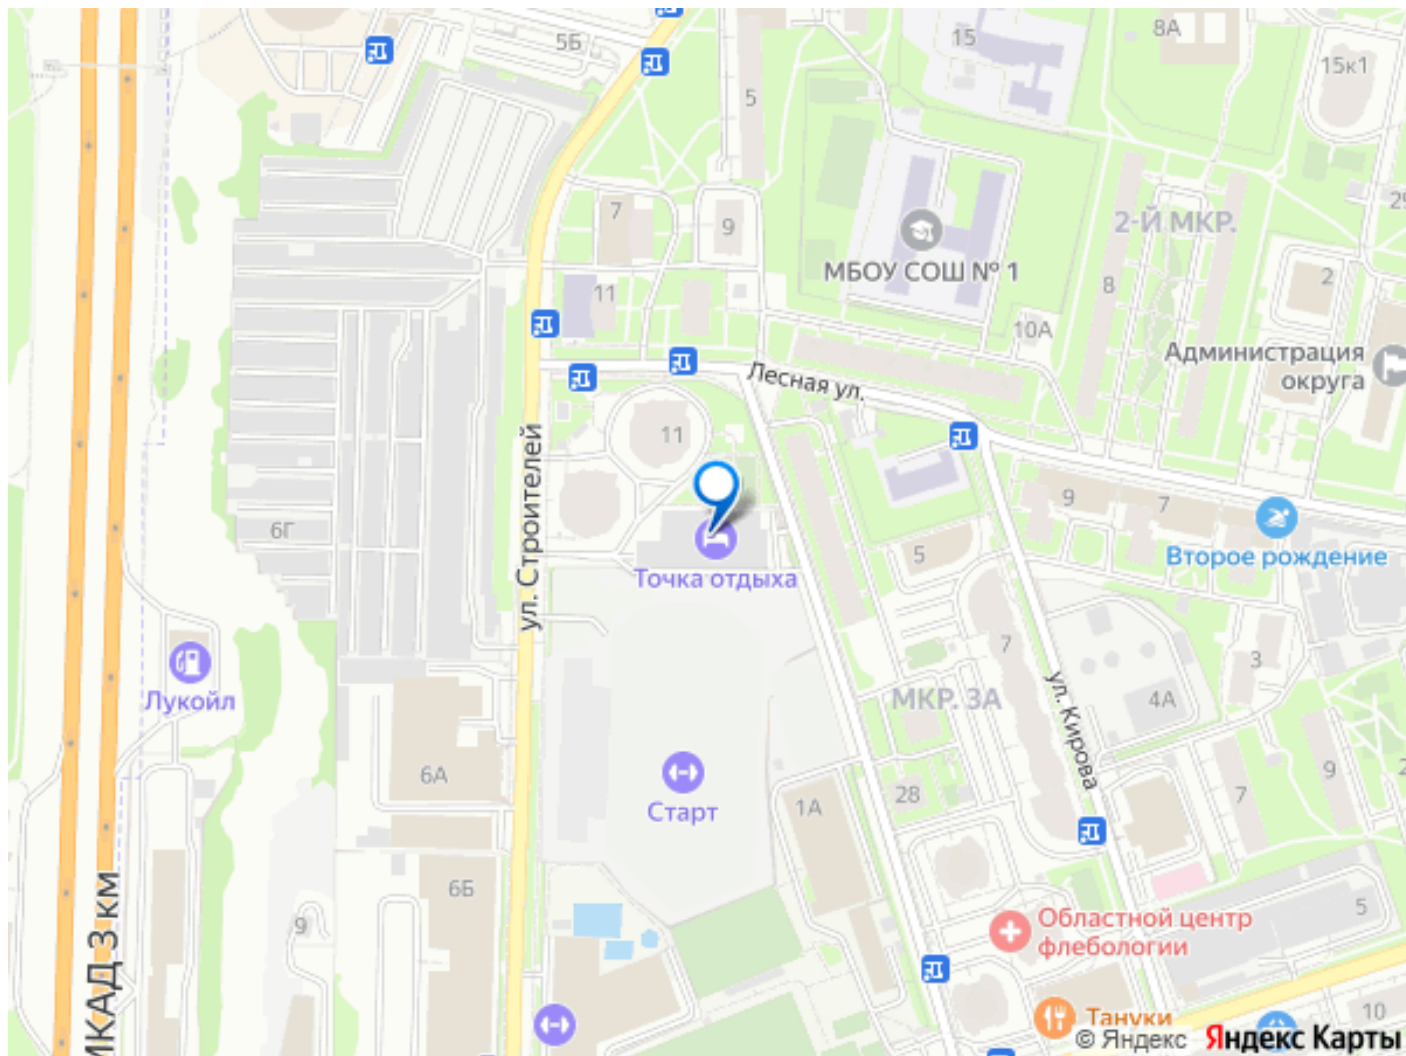 5Б
15
8А
15к1
5
7
9
2-Й МКР.
25
МБОУ СОШ № 1
2
8
11
10А
Администрация
округа
Лесная ул.
11
ул. Строителей
6Г
9
7
5
Второе рождение
Точка отдыха
Лукойл
7
3
МКР. 3А
4А
ул. Кирова
6А
Старт
1А
28
7
9
2
6Б
9
5
Областной центр
флебологии
МКАД 3 км
Тануки
10
© Яндекс Яндекс Карты